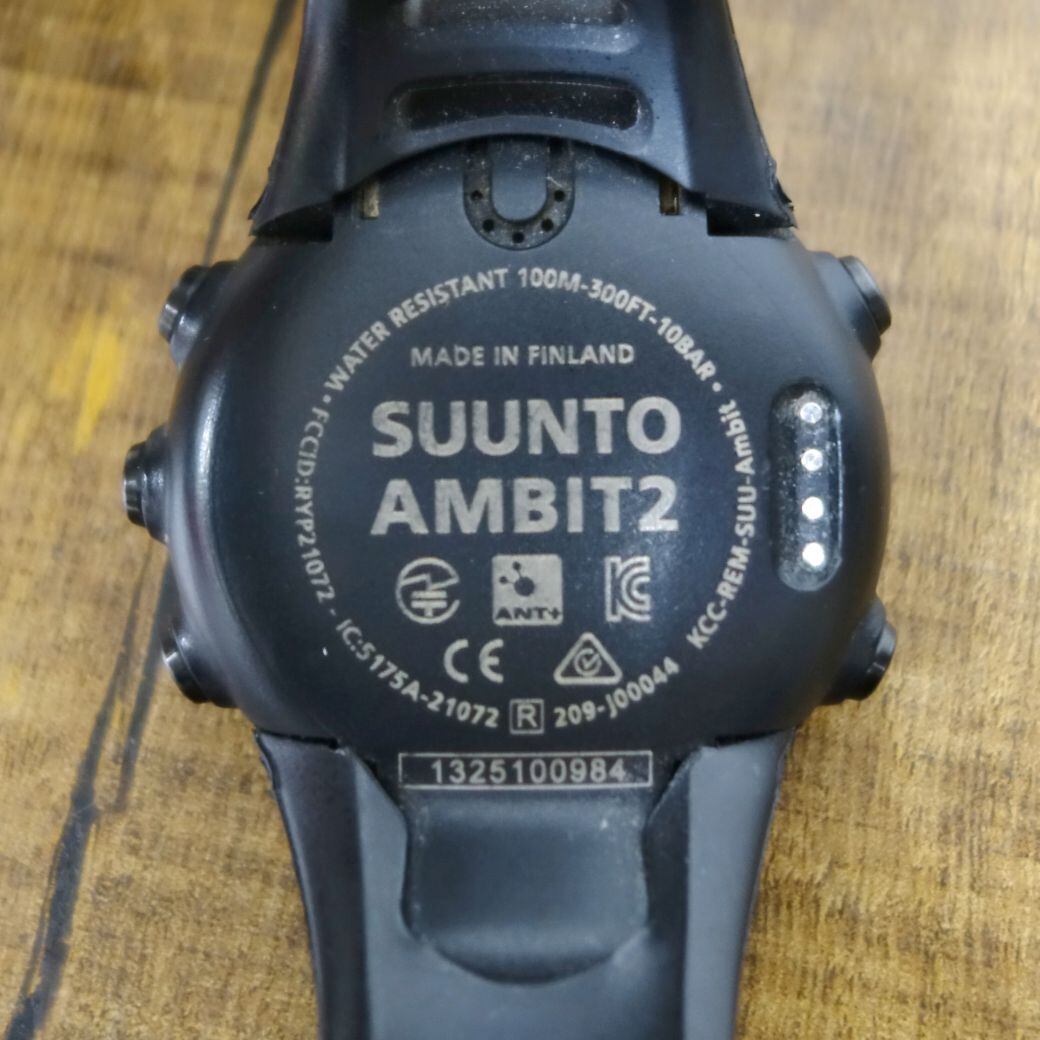 WATER RESISTANT 100M-300FT-10BAR •
MADE IN FINLAND
SUUNTO
AMBIT2
ANT+
CE
KCC-REM-SUU-Ambit
• FCCID:RYP21072 - IC:5175A-21072 R 209-J00044
1325100984